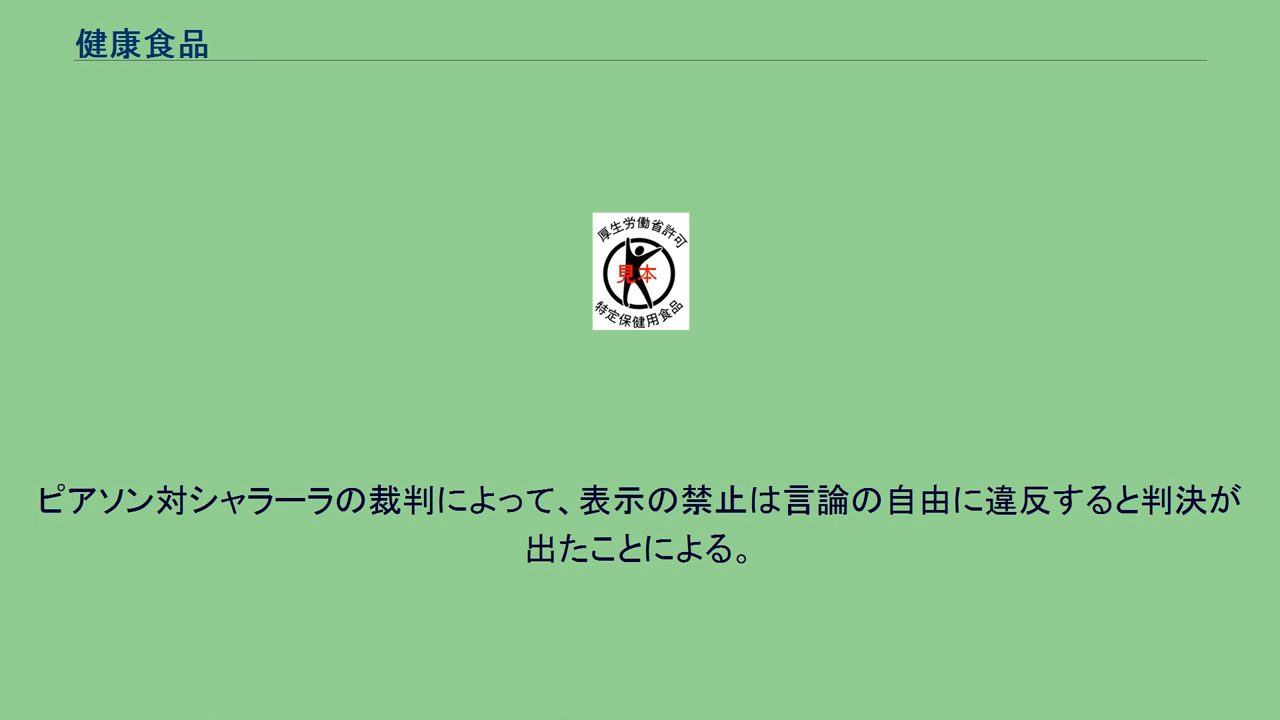 健康食品
厚生労働省許可
見本
特定保健用食品
ピアソン対シャラーラの裁判によって、表示の禁止は言論の自由に違反すると判決が
出たことによる。